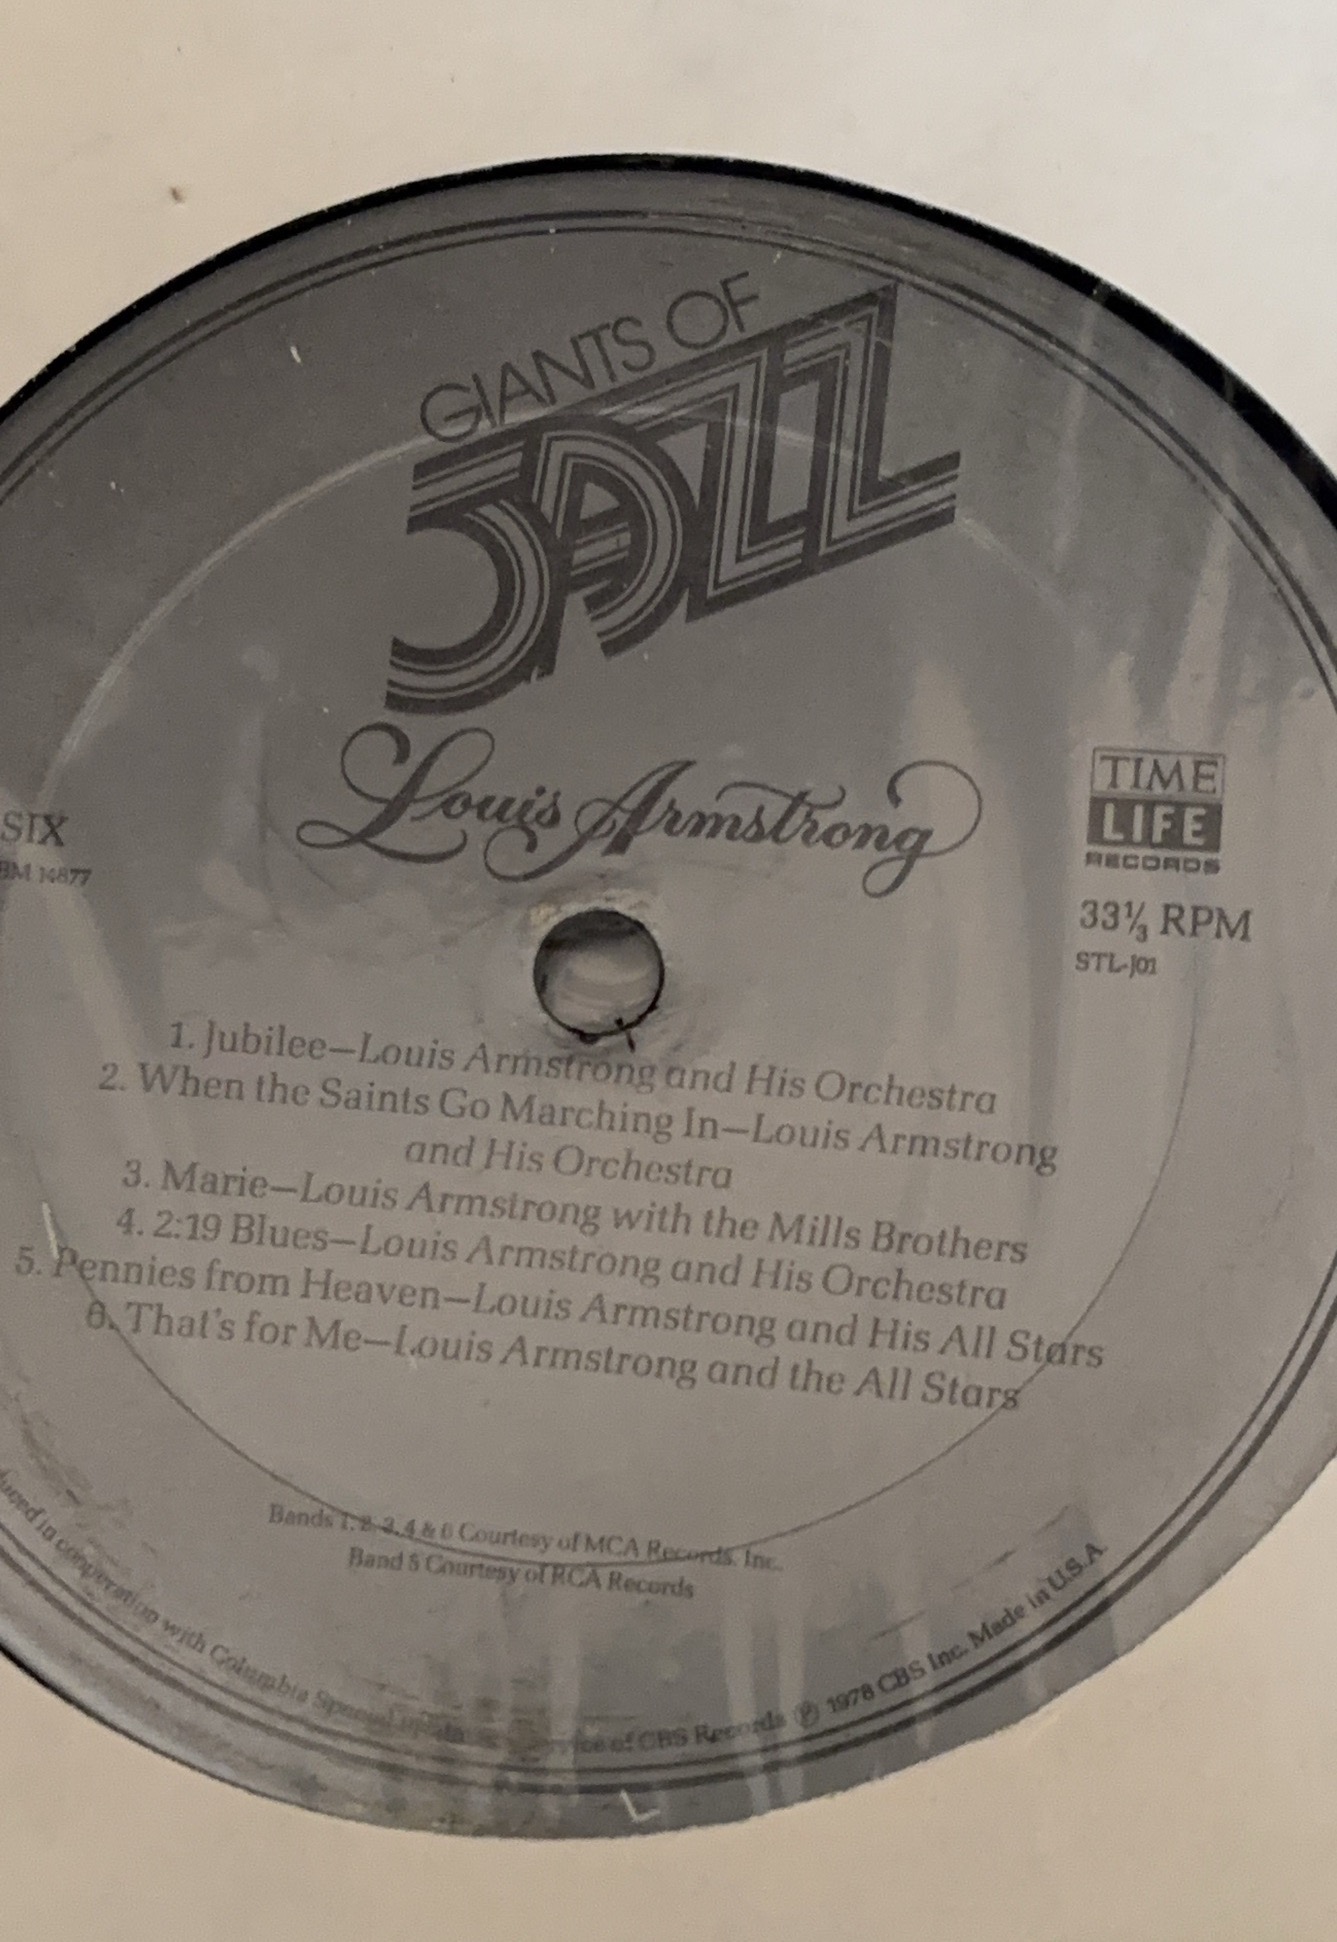 GIANTS OF
JAZZ
Louis Armstrong
TIME
LIFE
RECORDS
SIX
BM 14877
33⅓ RPM
STL-J01
1. Jubilee—Louis Armstrong and His Orchestra
2. When the Saints Go Marching In—Louis Armstrong
and His Orchestra
3. Marie—Louis Armstrong with the Mills Brothers
4. 2:19 Blues—Louis Armstrong and His Orchestra
5. Pennies from Heaven—Louis Armstrong and His All Stars
6. That's for Me—Louis Armstrong and the All Stars
Bands 1, 2, 3, 4 & 6 Courtesy of MCA Records, Inc.
Band 5 Courtesy of RCA Records
in cooperation with Columbia Special of CBS Records ℗ 1978 CBS Inc. Made in U.S.A.